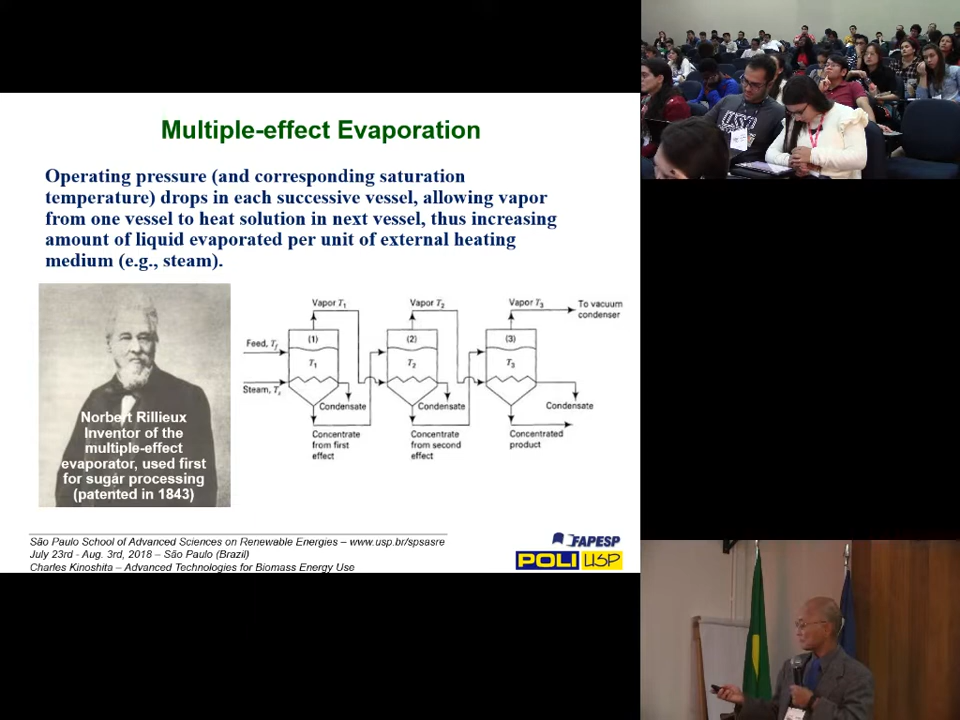 Multiple-effect Evaporation
Operating pressure (and corresponding saturation
temperature) drops in each successive vessel, allowing vapor
from one vessel to heat solution in next vessel, thus increasing
amount of liquid evaporated per unit of external heating
medium (e.g., steam).
Norbert Rillieux
Inventor of the
multiple-effect
evaporator, used first
for sugar processing
(patented in 1843)
Vapor T1
Vapor T2
Vapor T3
To vacuum
condenser
(1)
(2)
(3)
Feed, Tf
T1
T2
T3
Steam, Ts
Condensate
Condensate
Condensate
Concentrate
from first
effect
Concentrate
from second
effect
Concentrated
product
São Paulo School of Advanced Sciences on Renewable Energies – www.usp.br/spsasre
July 23rd - Aug. 3rd, 2018 – São Paulo (Brazil)
Charles Kinoshita – Advanced Technologies for Biomass Energy Use
FAPESP
POLI USP
USP